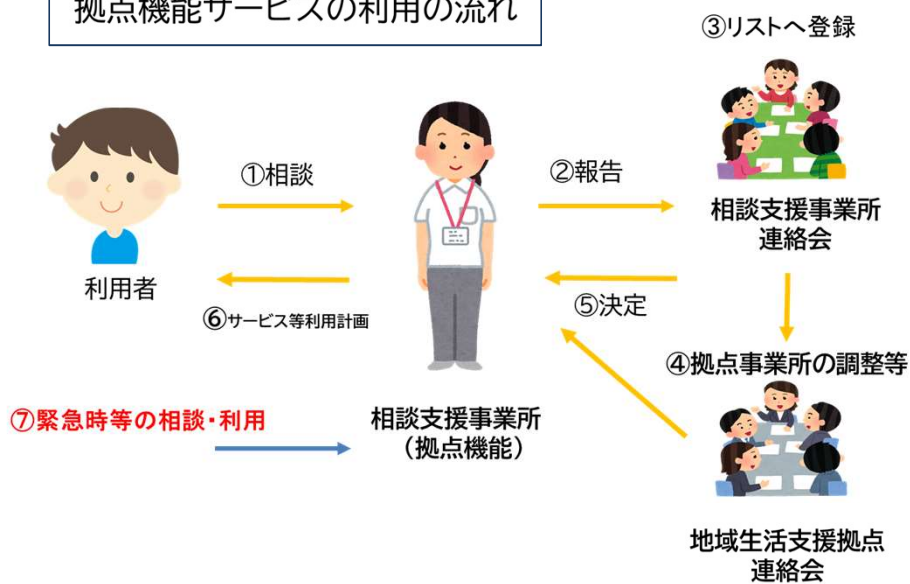 拠点機能サービスの利用の流れ
③リストへ登録
①相談
②報告
相談支援事業所
連絡会
利用者
⑤決定
⑥サービス等利用計画
④拠点事業所の調整等
⑦緊急時等の相談・利用
相談支援事業所
（拠点機能）
地域生活支援拠点
連絡会